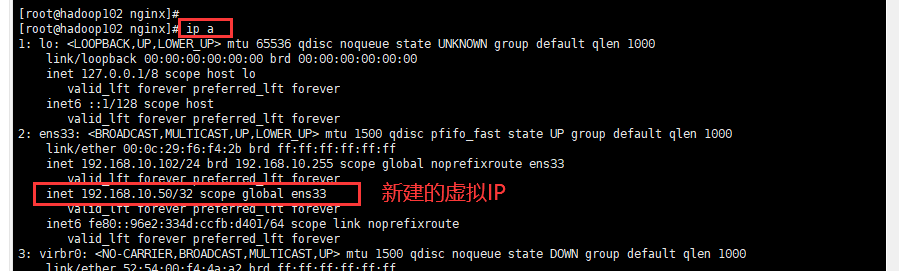 [root@hadoop102 nginx]#
[root@hadoop102 nginx]# ip a
1: lo: <LOOPBACK,UP,LOWER_UP> mtu 65536 qdisc noqueue state UNKNOWN group default qlen 1000
    link/loopback 00:00:00:00:00:00 brd 00:00:00:00:00:00
    inet 127.0.0.1/8 scope host lo
       valid_lft forever preferred_lft forever
    inet6 ::1/128 scope host
       valid_lft forever preferred_lft forever
2: ens33: <BROADCAST,MULTICAST,UP,LOWER_UP> mtu 1500 qdisc pfifo_fast state UP group default qlen 1000
    link/ether 00:0c:29:f6:f4:2b brd ff:ff:ff:ff:ff:ff
    inet 192.168.10.102/24 brd 192.168.10.255 scope global noprefixroute ens33
       valid_lft forever preferred_lft forever
    inet 192.168.10.50/32 scope global ens33 新建的虚拟IP
       valid_lft forever preferred_lft forever
    inet6 fe80::96e2:334d:ccfb:d401/64 scope link noprefixroute
       valid_lft forever preferred_lft forever
3: virbr0: <NO-CARRIER,BROADCAST,MULTICAST,UP> mtu 1500 qdisc noqueue state DOWN group default qlen 1000
    link/ether 52:54:00:f4:4a:a2 brd ff:ff:ff:ff:ff:ff